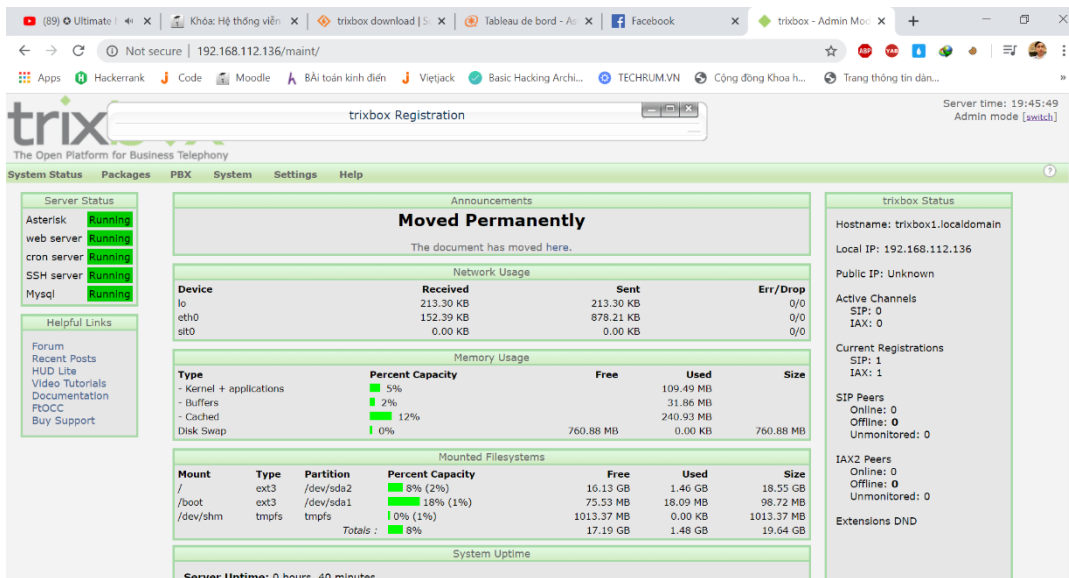 (89) ✪ Ultimate
Khóa: Hệ thống viễn
trixbox download | S
Tableau de bord - As
Facebook
trixbox - Admin Mod
Not secure | 192.168.112.136/maint/
Apps Hackerrank Code Moodle BÀi toán kinh điển Vietjack Basic Hacking Archi... TECHRUM.VN Cộng đồng Khoa h... Trang thông tin dàn... »
trixbox Registration
Server time: 19:45:49
Admin mode [switch]
trix
The Open Platform for Business Telephony
System Status Packages PBX System Settings Help
Server Status
Asterisk Running
web server Running
cron server Running
SSH server Running
Mysql Running
Helpful Links
Forum
Recent Posts
HUD Lite
Video Tutorials
Documentation
FtOCC
Buy Support
Announcements
Moved Permanently
The document has moved here.
Network Usage
Device Received Sent Err/Drop
lo 213.30 KB 213.30 KB 0/0
eth0 152.39 KB 878.21 KB 0/0
sit0 0.00 KB 0.00 KB 0/0
Memory Usage
Type Percent Capacity Free Used Size
- Kernel + applications 5% 109.49 MB
- Buffers 2% 31.86 MB
- Cached 12% 240.93 MB
Disk Swap 0% 760.88 MB 0.00 KB 760.88 MB
Mounted Filesystems
Mount Type Partition Percent Capacity Free Used Size
/ ext3 /dev/sda2 8% (2%) 16.13 GB 1.46 GB 18.55 GB
/boot ext3 /dev/sda1 18% (1%) 75.53 MB 18.09 MB 98.72 MB
/dev/shm tmpfs tmpfs 0% (1%) 1013.37 MB 0.00 KB 1013.37 MB
Totals : 8% 17.19 GB 1.48 GB 19.64 GB
System Uptime
Server Uptime: 0 hours, 40 minutes
trixbox Status
Hostname: trixbox1.localdomain
Local IP: 192.168.112.136
Public IP: Unknown
Active Channels
SIP: 0
IAX: 0
Current Registrations
SIP: 1
IAX: 1
SIP Peers
Online: 0
Offline: 0
Unmonitored: 0
IAX2 Peers
Online: 0
Offline: 0
Unmonitored: 0
Extensions DND